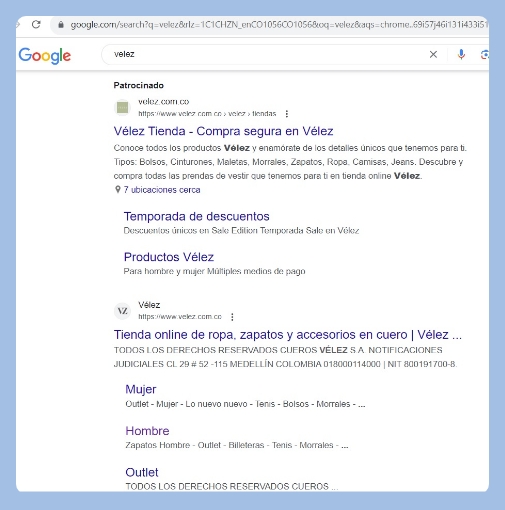 google.com/search?q=velez&rlz=1C1CHZN_enCO1056CO1056&oq=velez&aqs=chrome..69i57j46i131i433i51
Google
velez
Patrocinado
velez.com.co
https://www.velez.com.co › velez › tiendas
Vélez Tienda - Compra segura en Vélez
Conoce todos los productos Vélez y enamórate de los detalles únicos que tenemos para ti.
Tipos: Bolsos, Cinturones, Maletas, Morrales, Zapatos, Ropa, Camisas, Jeans. Descubre y
compra todas las prendas de vestir que tenemos para ti en tienda online Vélez.
7 ubicaciones cerca
Temporada de descuentos
Descuentos únicos en Sale Edition Temporada Sale en Vélez
Productos Vélez
Para hombre y mujer Múltiples medios de pago
VZ
Vélez
https://www.velez.com.co
Tienda online de ropa, zapatos y accesorios en cuero | Vélez ...
TODOS LOS DERECHOS RESERVADOS CUEROS VÉLEZ S.A. NOTIFICACIONES
JUDICIALES CL 29 # 52 -115 MEDELLÍN COLOMBIA 018000114000 | NIT 800191700-8.
Mujer
Outlet - Mujer - Lo nuevo nuevo - Tenis - Bolsos - Morrales - ...
Hombre
Zapatos Hombre - Outlet - Billeteras - Tenis - Morrales - ...
Outlet
TODOS LOS DERECHOS RESERVADOS CUEROS ...